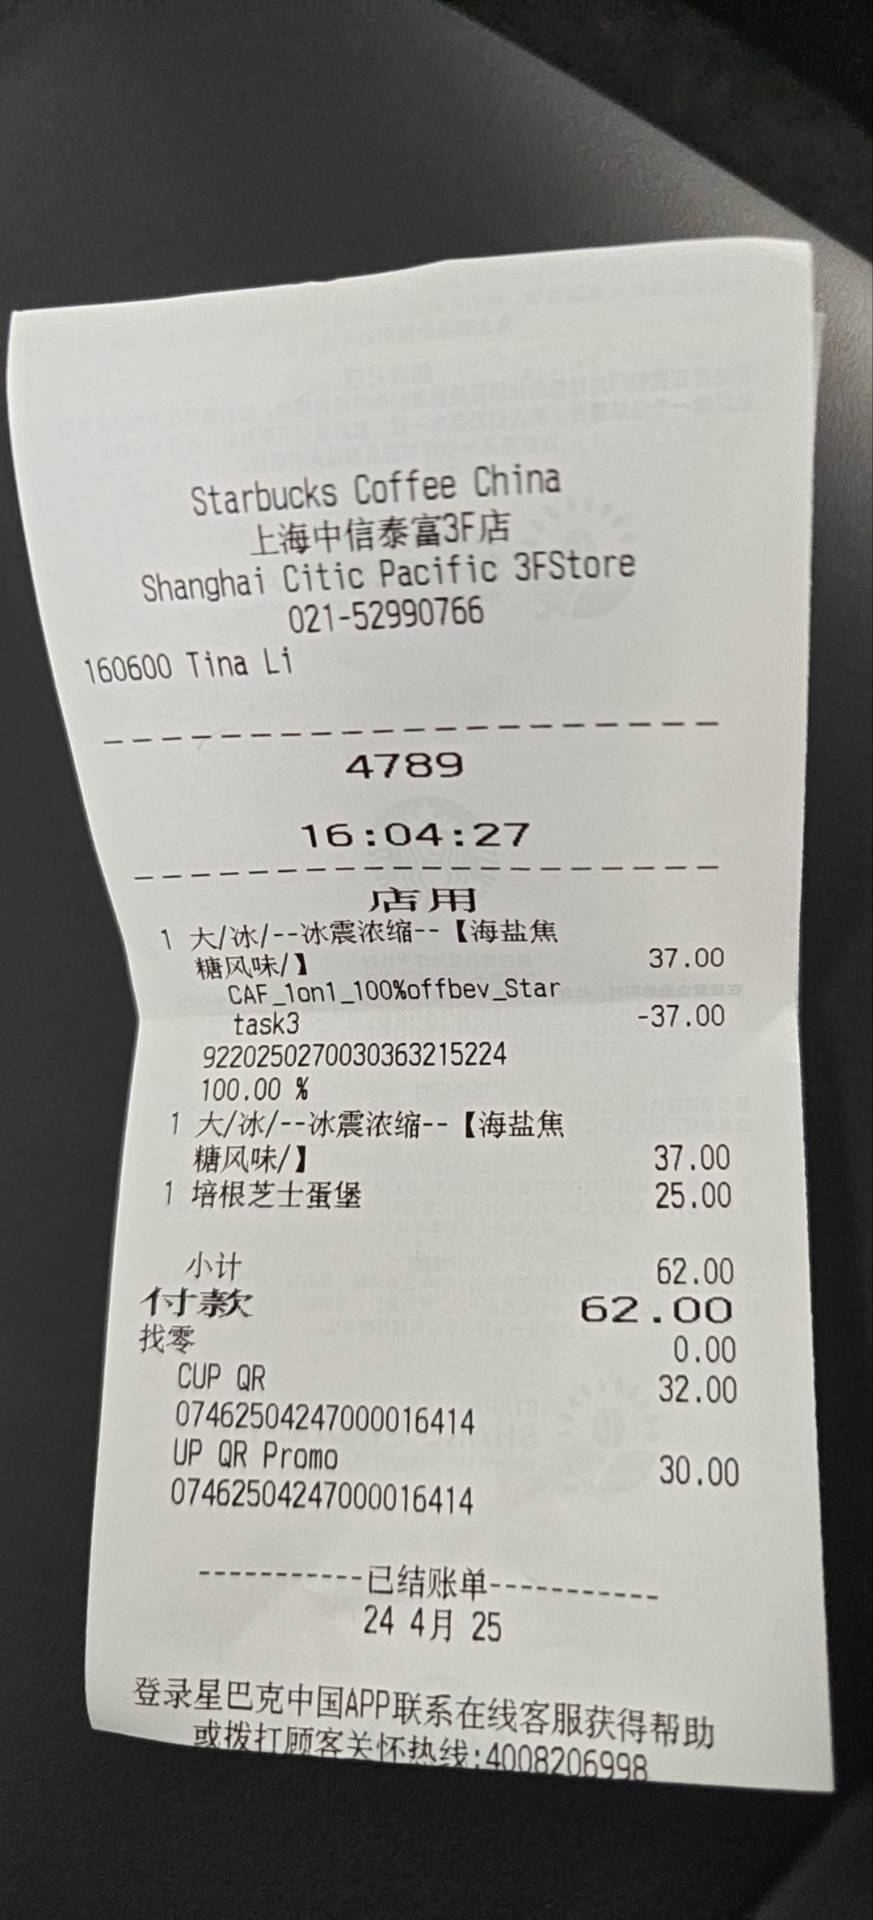 Starbucks Coffee China
上海中信泰富3F店
Shanghai Citic Pacific 3FStore
021-52990766
160600 Tina Li
--------------------
4789
16:04:27
--------------------
店用
1 大/冰/--冰震浓缩--【海盐焦
糖风味/】 37.00
CAF_1on1_100%offbev_Star
task3 -37.00
9220250270030363215224
100.00 %
1 大/冰/--冰震浓缩--【海盐焦
糖风味/】 37.00
1 培根芝士蛋堡 25.00
小计 62.00
付款 62.00
找零 0.00
CUP QR 32.00
07462504247000016414
UP QR Promo 30.00
07462504247000016414
-----------已结账单-----------
24 4月 25
登录星巴克中国APP联系在线客服获得帮助
或拨打顾客关怀热线:4008206998